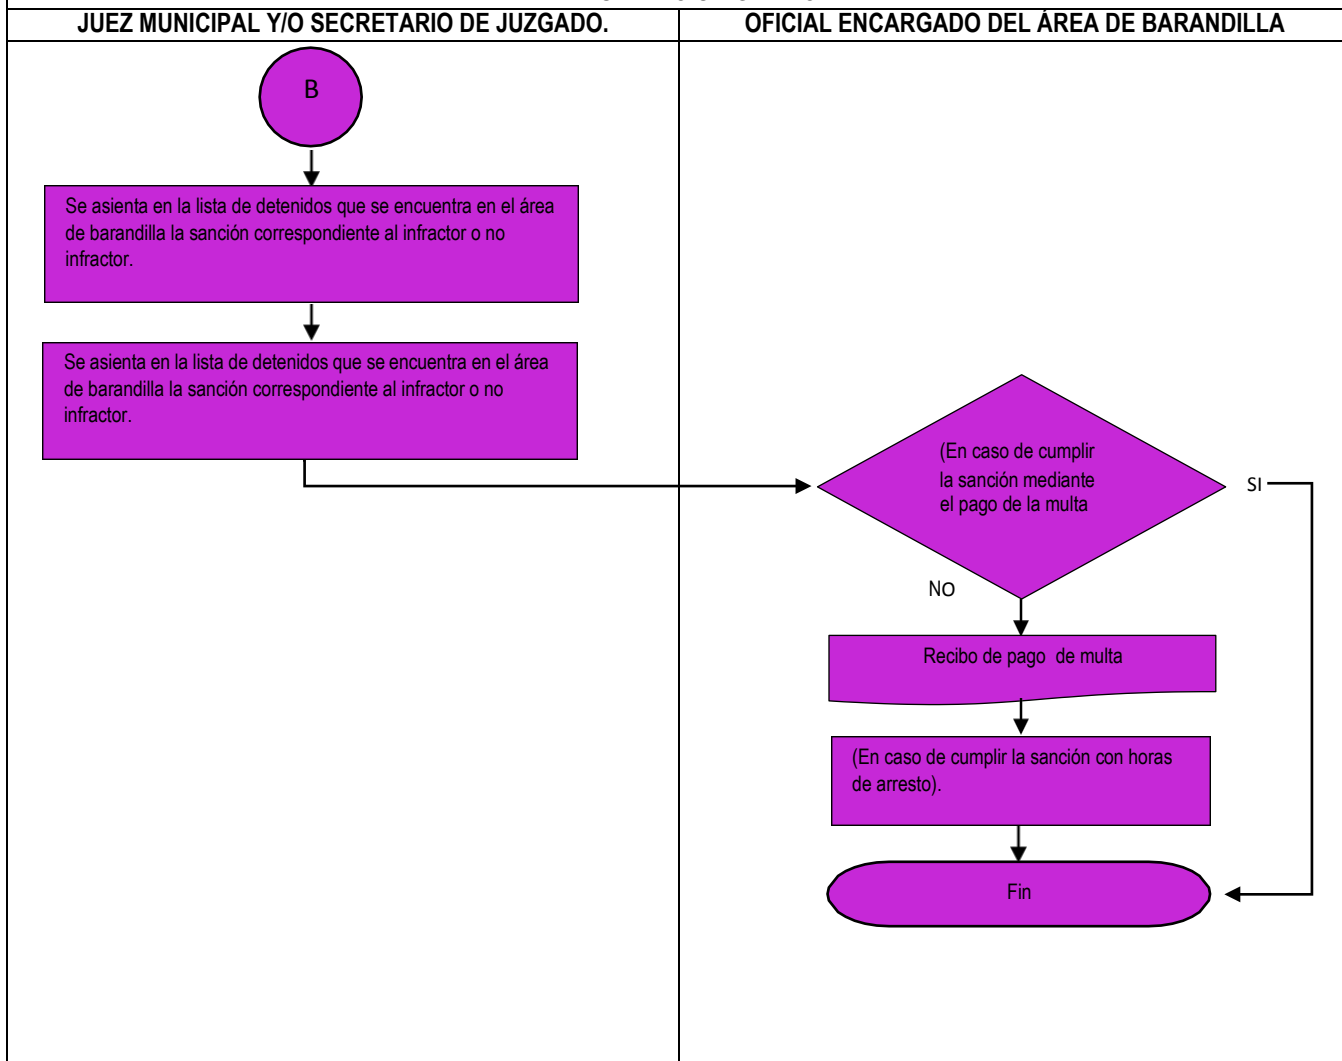 JUEZ MUNICIPAL Y/O SECRETARIO DE JUZGADO.
OFICIAL ENCARGADO DEL ÁREA DE BARANDILLA
B
Se asienta en la lista de detenidos que se encuentra en el área
de barandilla la sanción correspondiente al infractor o no
infractor.
Se asienta en la lista de detenidos que se encuentra en el área
de barandilla la sanción correspondiente al infractor o no
infractor.
(En caso de cumplir
la sanción mediante
el pago de la multa
SI
NO
Recibo de pago de multa
(En caso de cumplir la sanción con horas
de arresto).
Fin